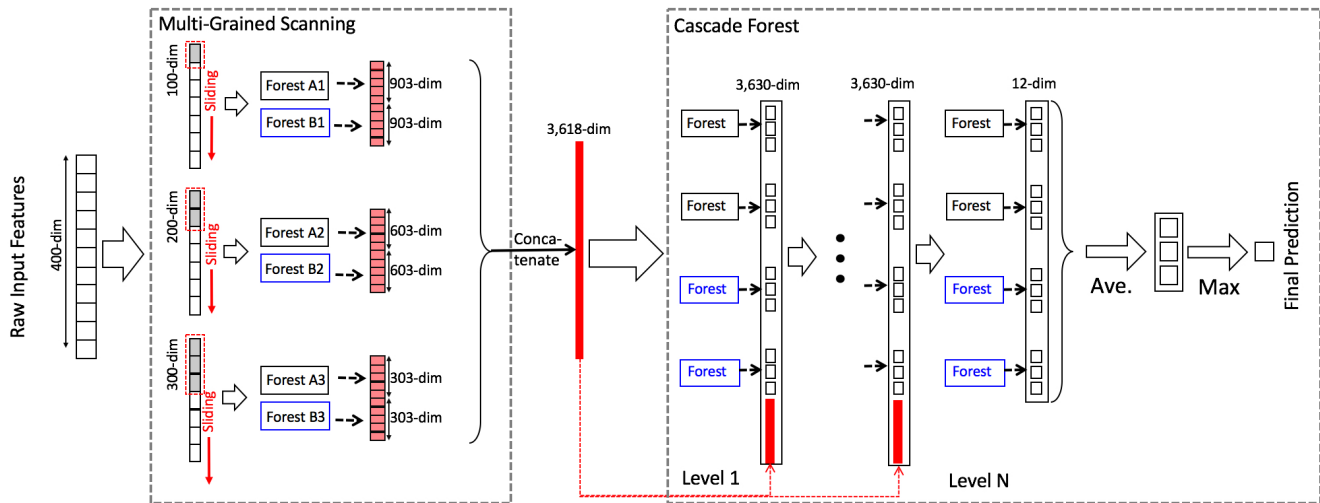 Multi-Grained Scanning
Cascade Forest
Raw Input Features
400-dim
100-dim
Sliding
Forest A1
Forest B1
903-dim
903-dim
200-dim
Sliding
Forest A2
Forest B2
603-dim
603-dim
300-dim
Sliding
Forest A3
Forest B3
303-dim
303-dim
Conca-
tenate
3,618-dim
3,630-dim
3,630-dim
12-dim
Forest
Forest
Forest
Forest
Forest
Forest
Forest
Forest
Level 1
Level N
Ave.
Max
Final Prediction